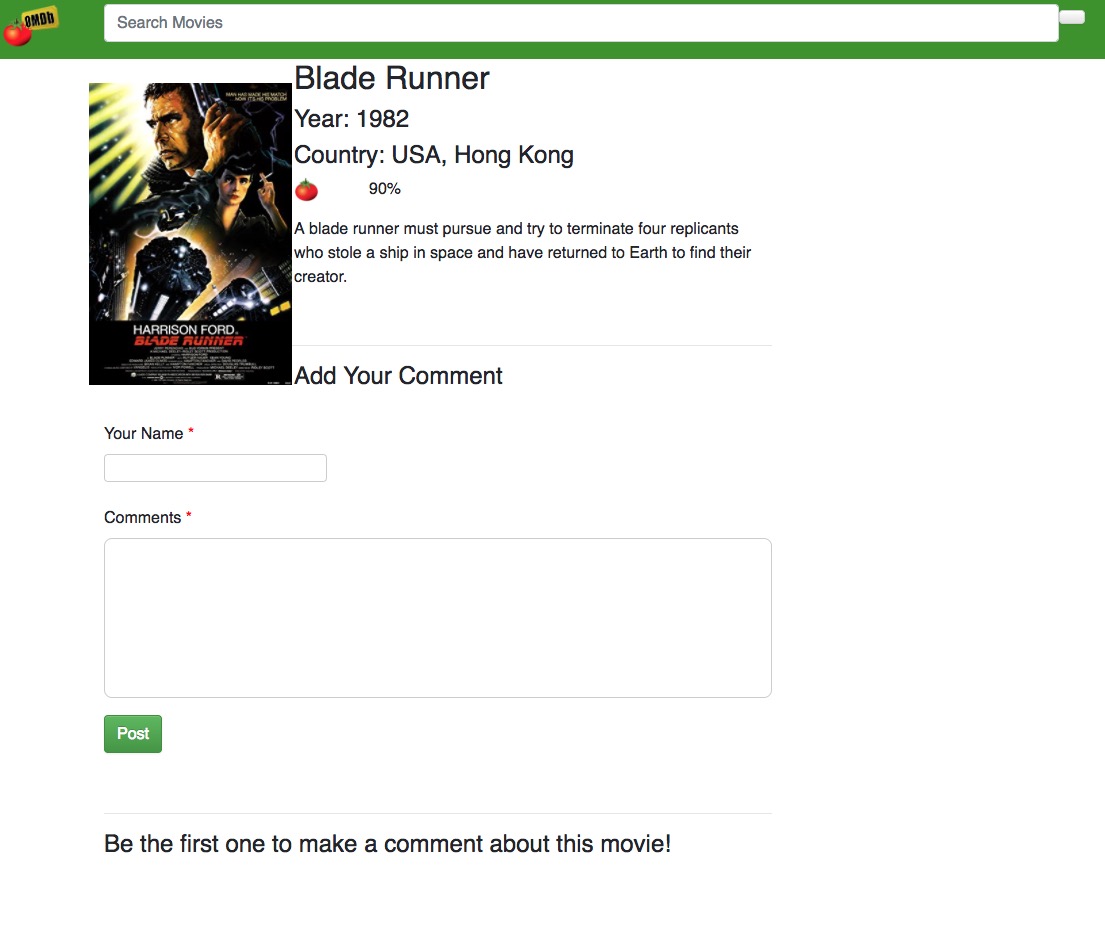 OMDb
Search Movies
Blade Runner
Year: 1982
Country: USA, Hong Kong
90%
A blade runner must pursue and try to terminate four replicants
who stole a ship in space and have returned to Earth to find their
creator.
MAN HAS MADE HIS MATCH
NOW IT'S HIS PROBLEM
HARRISON FORD
BLADE RUNNER
Add Your Comment
Your Name *
Comments *
Post
Be the first one to make a comment about this movie!